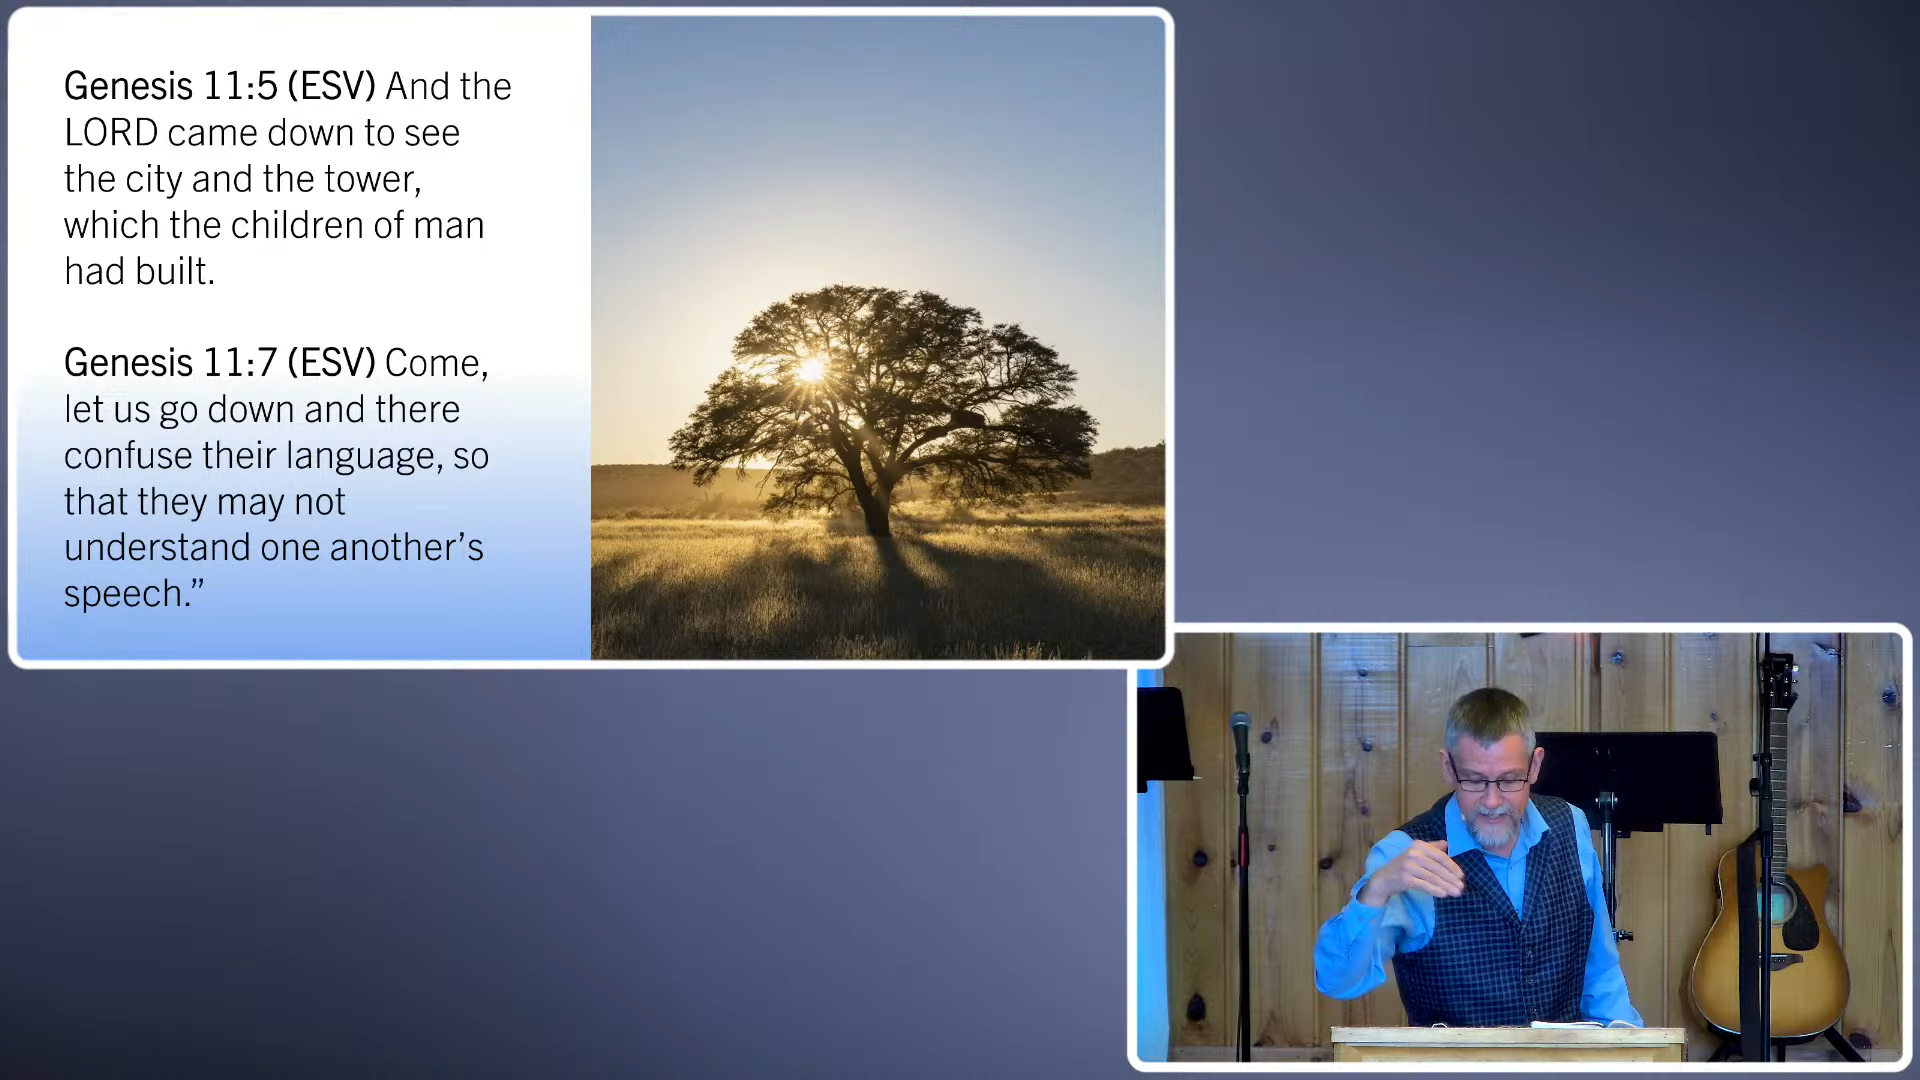 Genesis 11:5 (ESV) And the
LORD came down to see
the city and the tower,
which the children of man
had built.
Genesis 11:7 (ESV) Come,
let us go down and there
confuse their language, so
that they may not
understand one another’s
speech.”